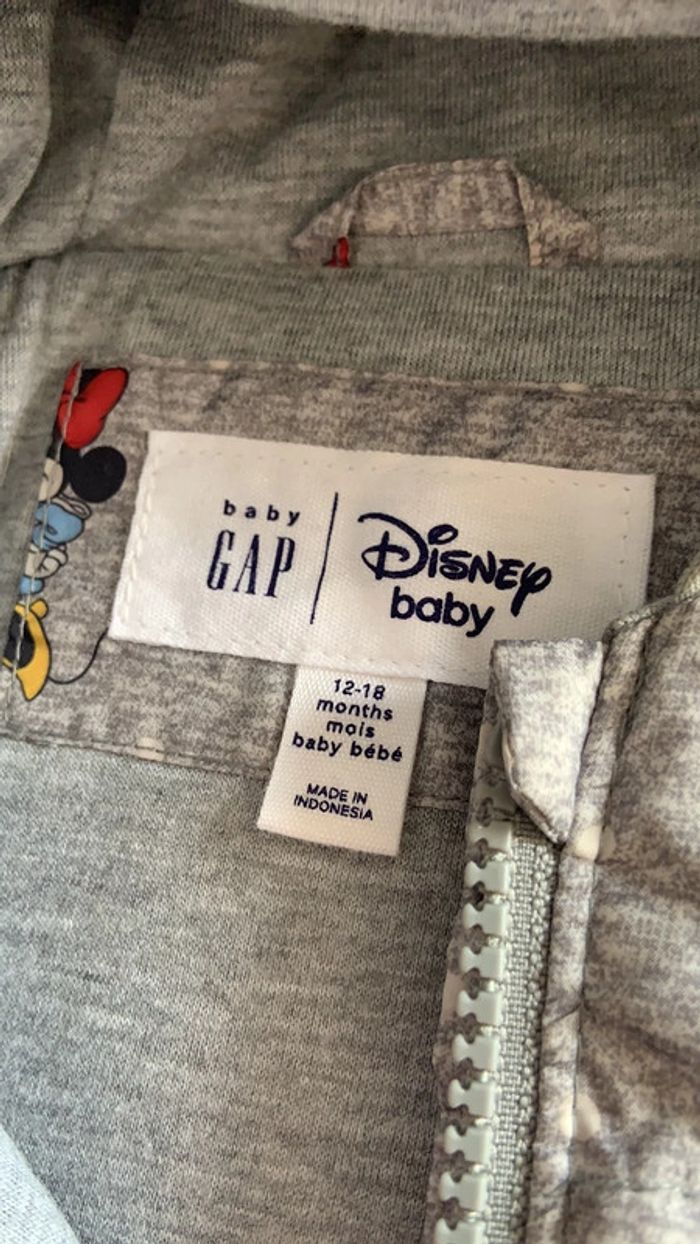 baby
GAP
Disney
baby
12-18
months
mois
baby bébé
MADE IN
INDONESIA